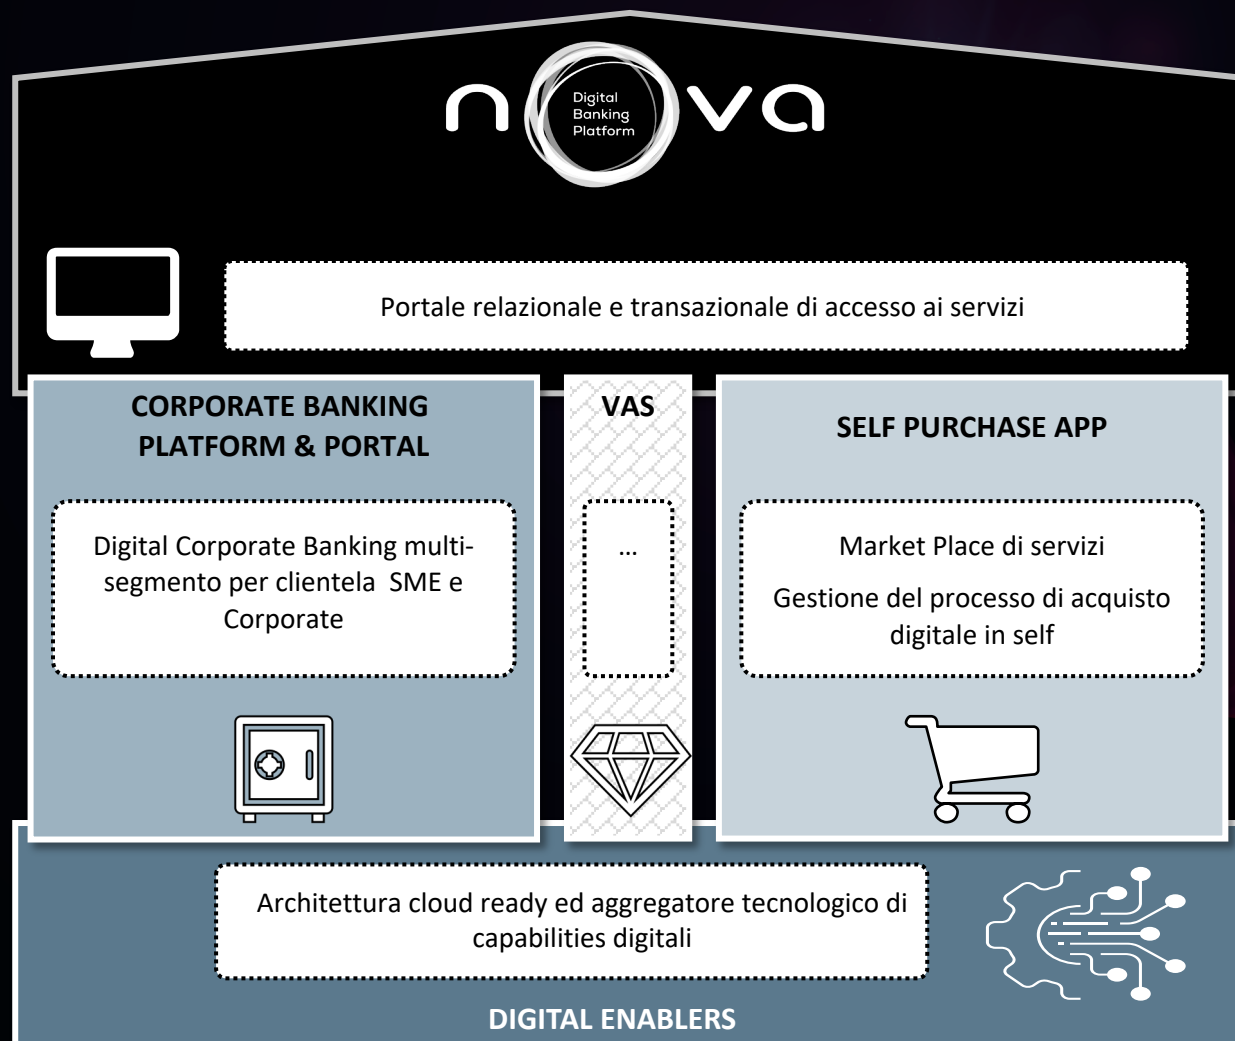 nova
Digital
Banking
Platform
Portale relazionale e transazionale di accesso ai servizi
CORPORATE BANKING
PLATFORM & PORTAL
Digital Corporate Banking multi-
segmento per clientela SME e
Corporate
VAS
...
SELF PURCHASE APP
Market Place di servizi
Gestione del processo di acquisto
digitale in self
Architettura cloud ready ed aggregatore tecnologico di
capabilities digitali
DIGITAL ENABLERS